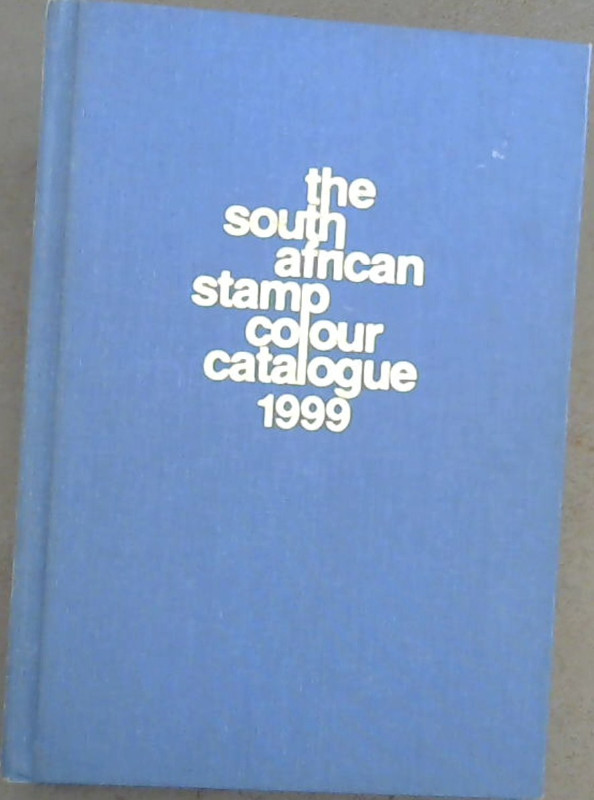 the
south
african
stamp
colour
catalogue
1999